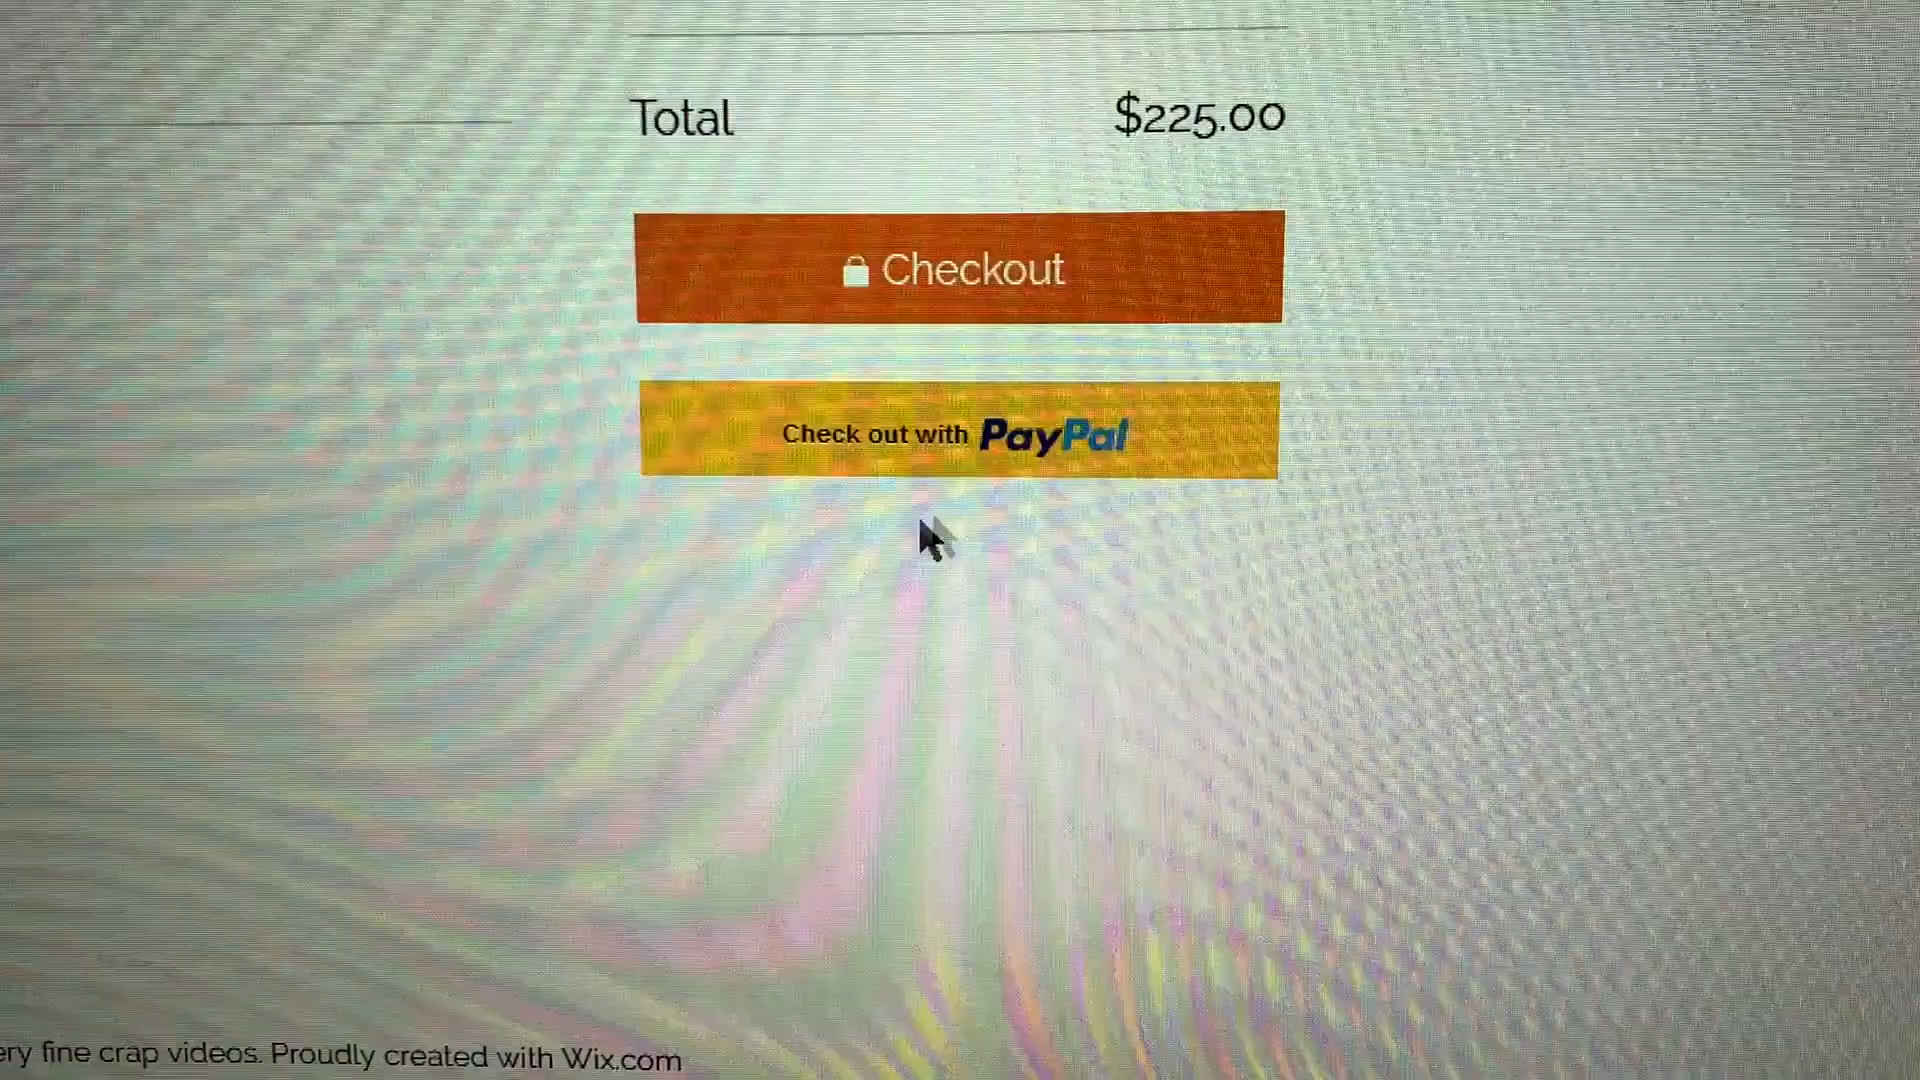 Total $225.00
Checkout
Check out with PayPal
ery fine crap videos. Proudly created with Wix.com